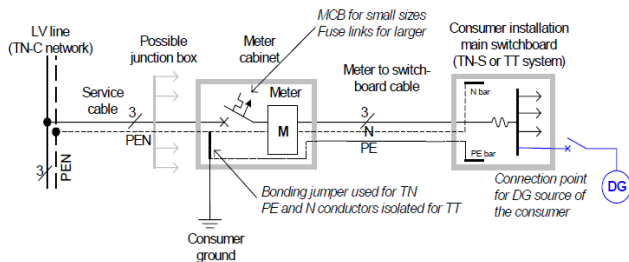 LV line
(TN-C network)
Possible
junction box
Meter
cabinet
MCB for small sizes
Fuse links for larger
Consumer installation
main switchboard
(TN-S or TT system)
Service
cable
3
PEN
Meter
M
Meter to switch-
board cable
3
N
PE
N bar
PE bar
3
PEN
Bonding jumper used for TN
PE and N conductors isolated for TT
Consumer
ground
Connection point
for DG source of
the consumer
DG